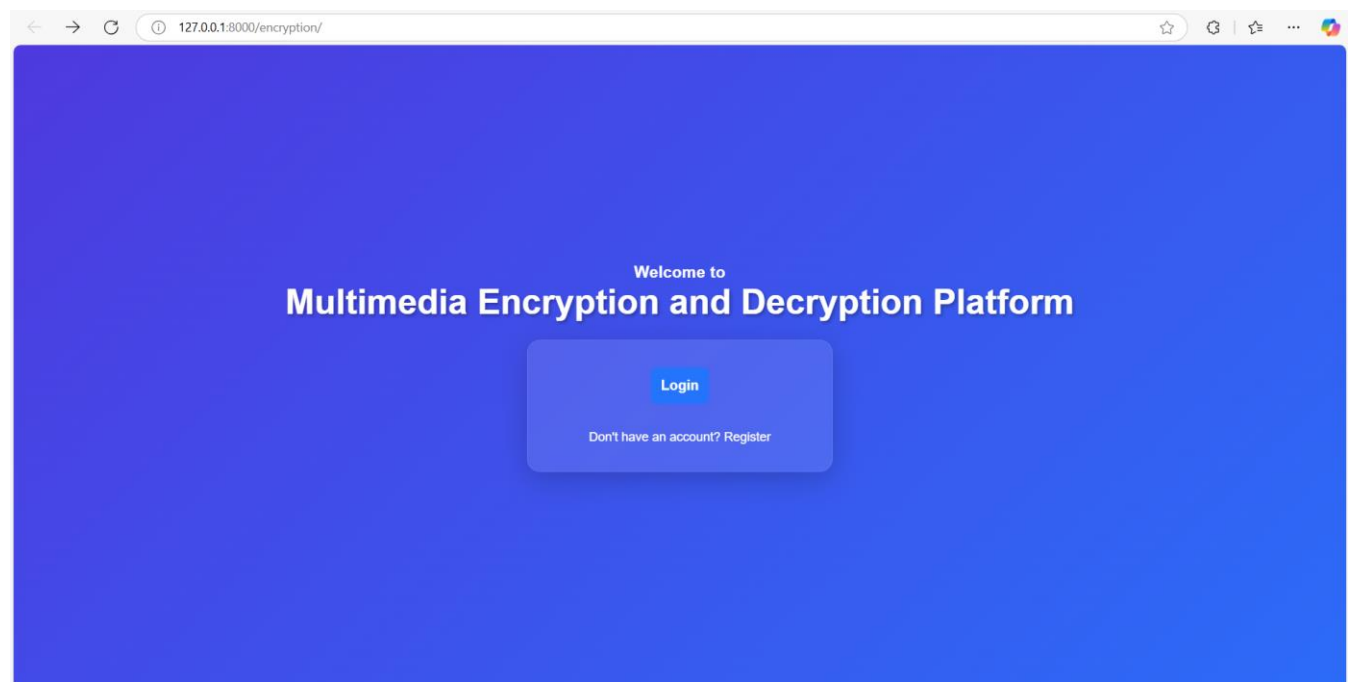 127.0.0.1:8000/encryption/
Welcome to
Multimedia Encryption and Decryption Platform
Login
Don't have an account? Register